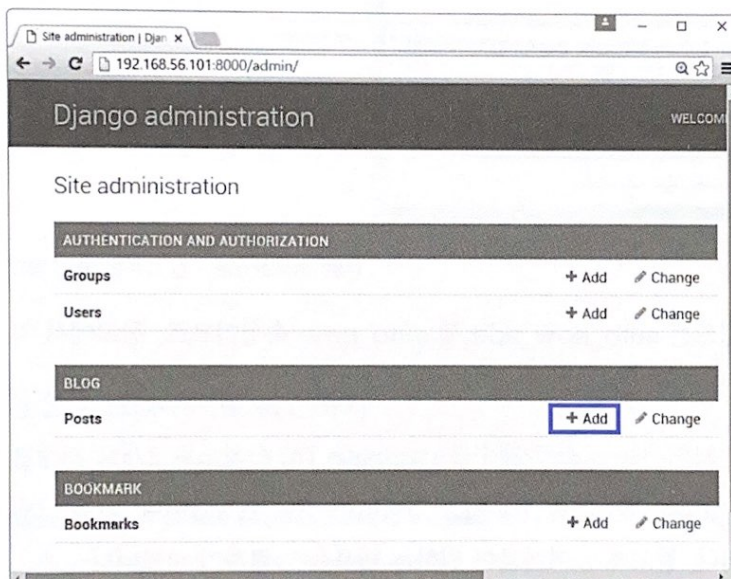 Site administration | Djan
192.168.56.101:8000/admin/
Django administration
WELCOM
Site administration
AUTHENTICATION AND AUTHORIZATION
Groups + Add Change
Users + Add Change
BLOG
Posts + Add Change
BOOKMARK
Bookmarks + Add Change